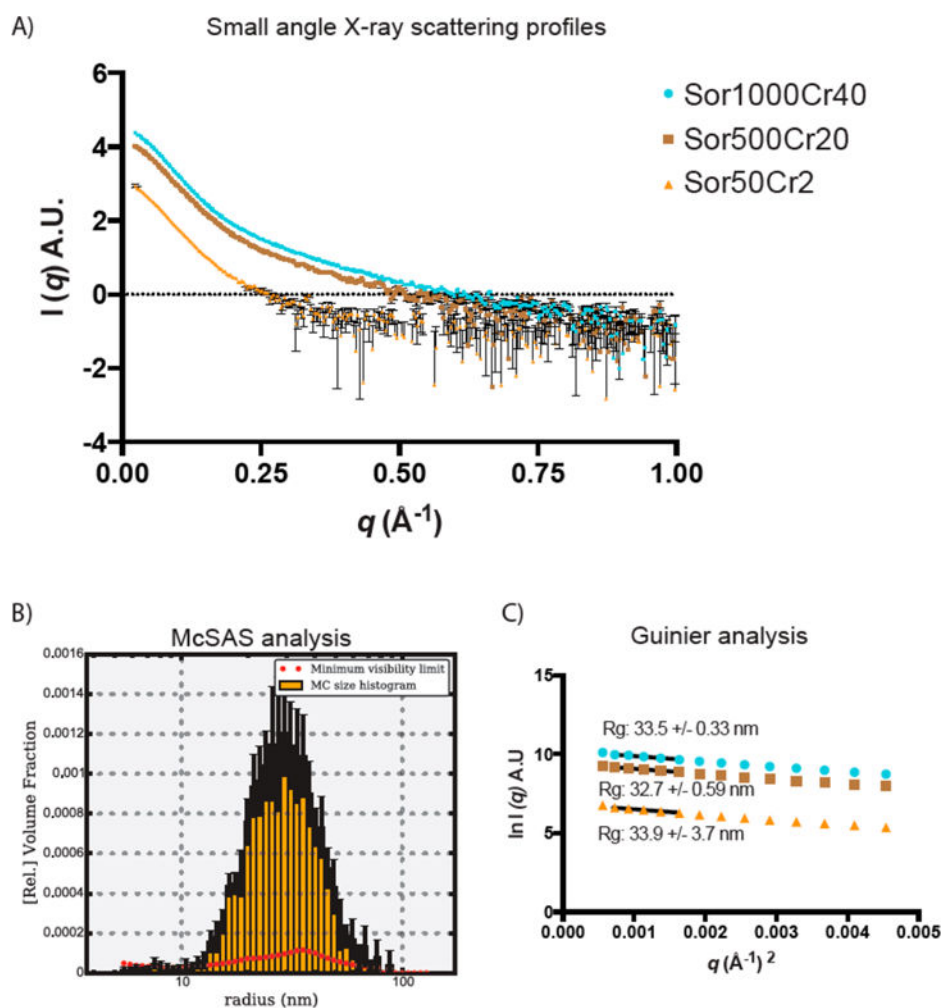 A)
Small angle X-ray scattering profiles
6
4
2
0
-2
-4
I (q) A.U.
0.00
0.25
0.50
0.75
1.00
q (Å-1)
Sor1000Cr40
Sor500Cr20
Sor50Cr2
B)
McSAS analysis
0.0016
0.0014
0.0012
0.001
0.0008
0.0006
0.0004
0.0002
0
[Rel.] Volume Fraction
Minimum visibility limit
MC size histogram
10
100
radius (nm)
C)
Guinier analysis
15
10
5
0
ln I (q) A.U
Rg: 33.5 +/- 0.33 nm
Rg: 32.7 +/- 0.59 nm
Rg: 33.9 +/- 3.7 nm
0.000
0.001
0.002
0.003
0.004
0.005
q (Å-1) 2